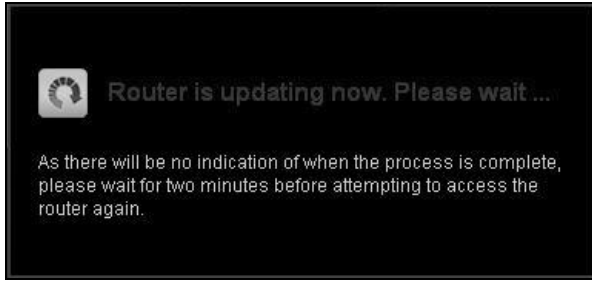 Router is updating now. Please wait ...
As there will be no indication of when the process is complete,
please wait for two minutes before attempting to access the
router again.